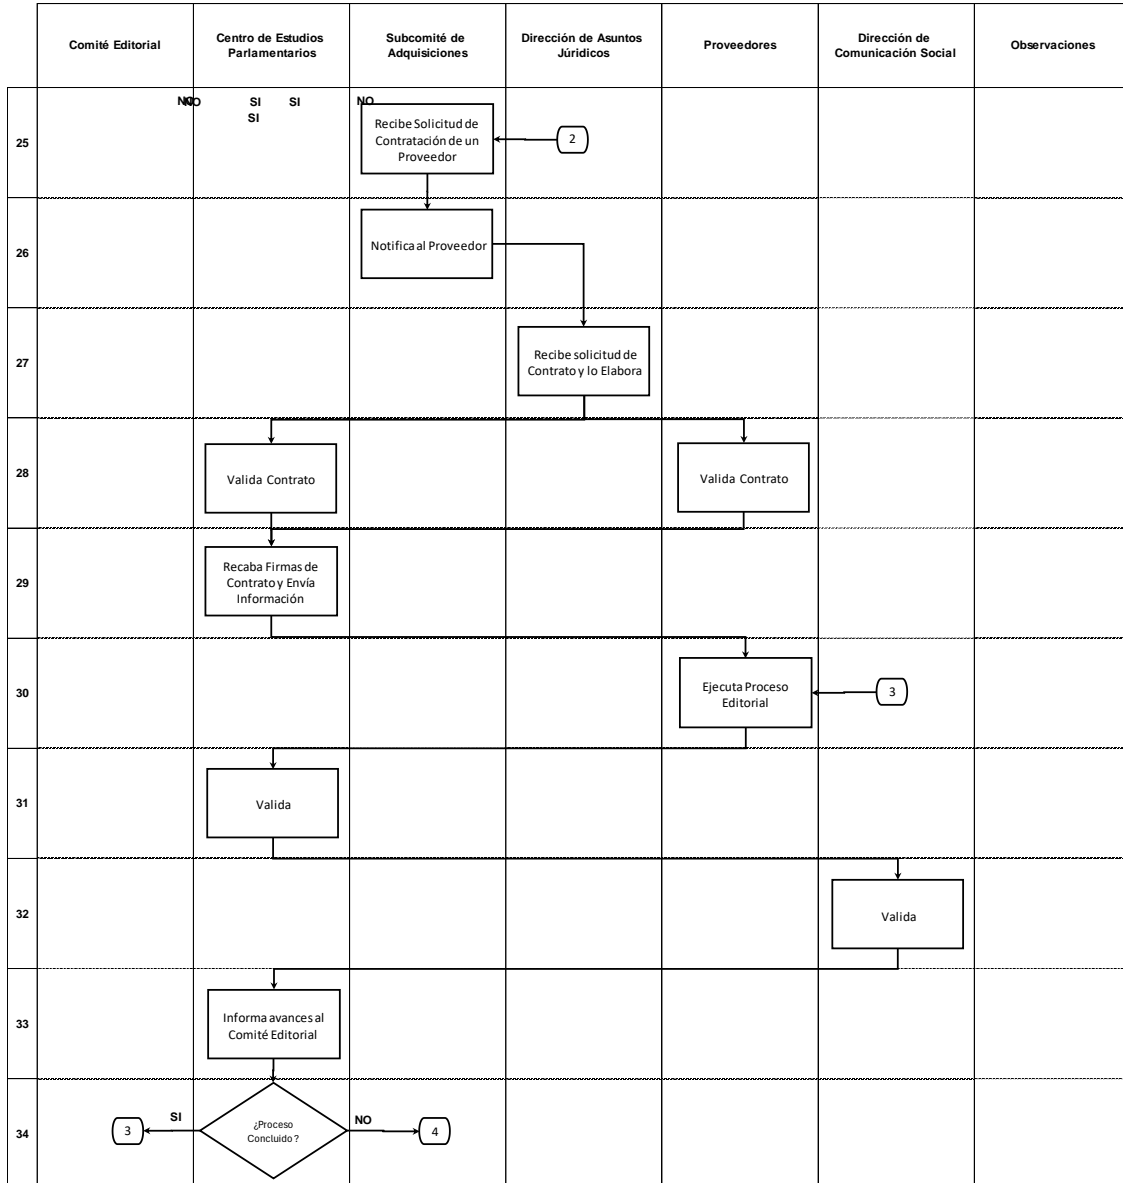 Comité Editorial
Centro de Estudios
Parlamentarios
Subcomité de
Adquisiciones
Dirección de Asuntos
Júridicos
Proveedores
Dirección de
Comunicación Social
Observaciones
25
NO
NO
SI
SI
NO
SI
Recibe Solicitud de
Contratación de un
Proveedor
2
26
Notifica al Proveedor
27
Recibe solicitud de
Contrato y lo Elabora
28
Valida Contrato
Valida Contrato
29
Recaba Firmas de
Contrato y Envía
Información
30
Ejecuta Proceso
Editorial
3
31
Valida
32
Valida
33
Informa avances al
Comité Editorial
34
3
SI
¿Proceso
Concluido ?
NO
4